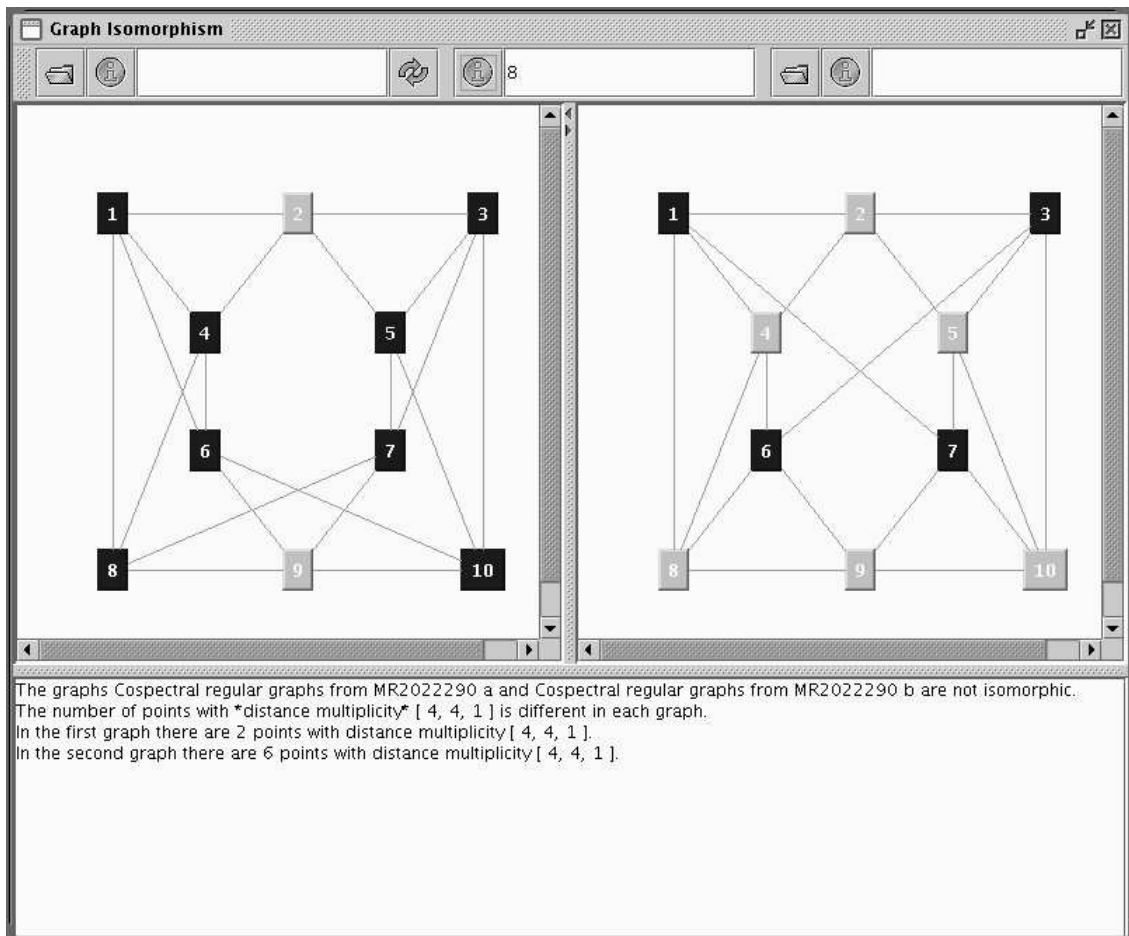 Graph Isomorphism
8
1 2 3
4 5
6 7
8 9 10
1 2 3
4 5
6 7
8 9 10
The graphs Cospectral regular graphs from MR2022290 a and Cospectral regular graphs from MR2022290 b are not isomorphic.
The number of points with *distance multiplicity* [ 4, 4, 1 ] is different in each graph.
In the first graph there are 2 points with distance multiplicity [ 4, 4, 1 ].
In the second graph there are 6 points with distance multiplicity [ 4, 4, 1 ].